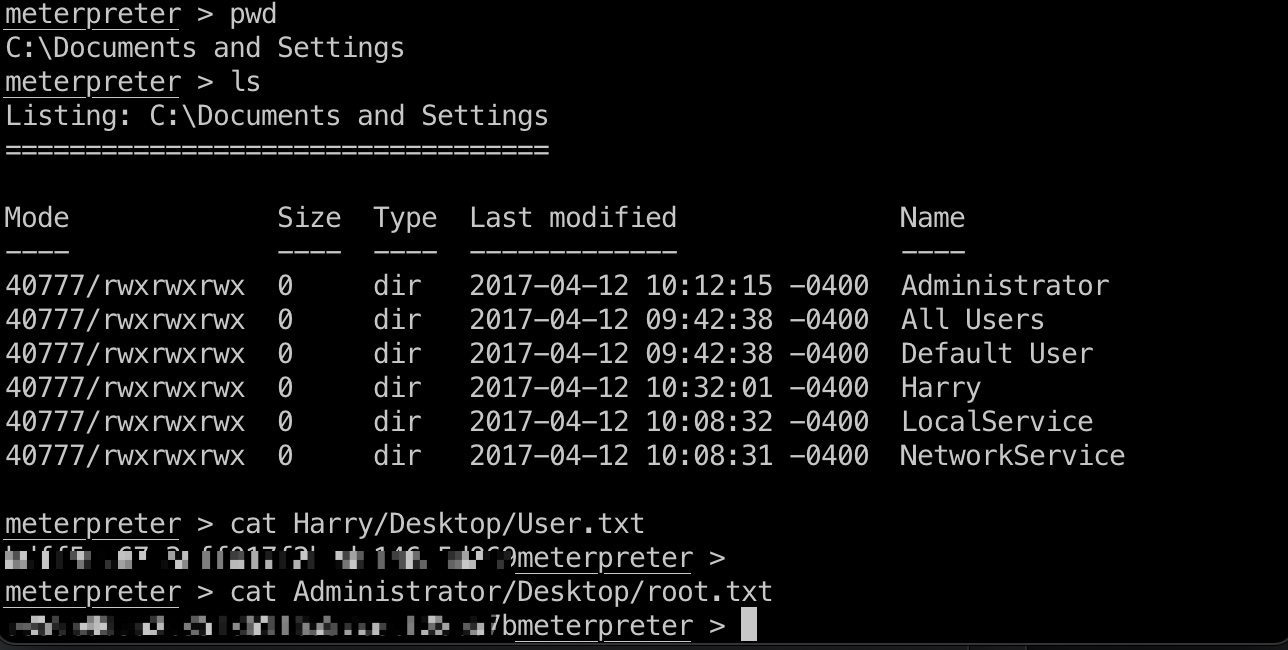 meterpreter > pwd
C:\Documents and Settings
meterpreter > ls
Listing: C:\Documents and Settings
==================================
Mode Size Type Last modified Name
---- ---- ---- ------------- ----
40777/rwxrwxrwx 0 dir 2017-04-12 10:12:15 -0400 Administrator
40777/rwxrwxrwx 0 dir 2017-04-12 09:42:38 -0400 All Users
40777/rwxrwxrwx 0 dir 2017-04-12 09:42:38 -0400 Default User
40777/rwxrwxrwx 0 dir 2017-04-12 10:32:01 -0400 Harry
40777/rwxrwxrwx 0 dir 2017-04-12 10:08:32 -0400 LocalService
40777/rwxrwxrwx 0 dir 2017-04-12 10:08:31 -0400 NetworkService
meterpreter > cat Harry/Desktop/User.txt
meterpreter >
meterpreter > cat Administrator/Desktop/root.txt
meterpreter >